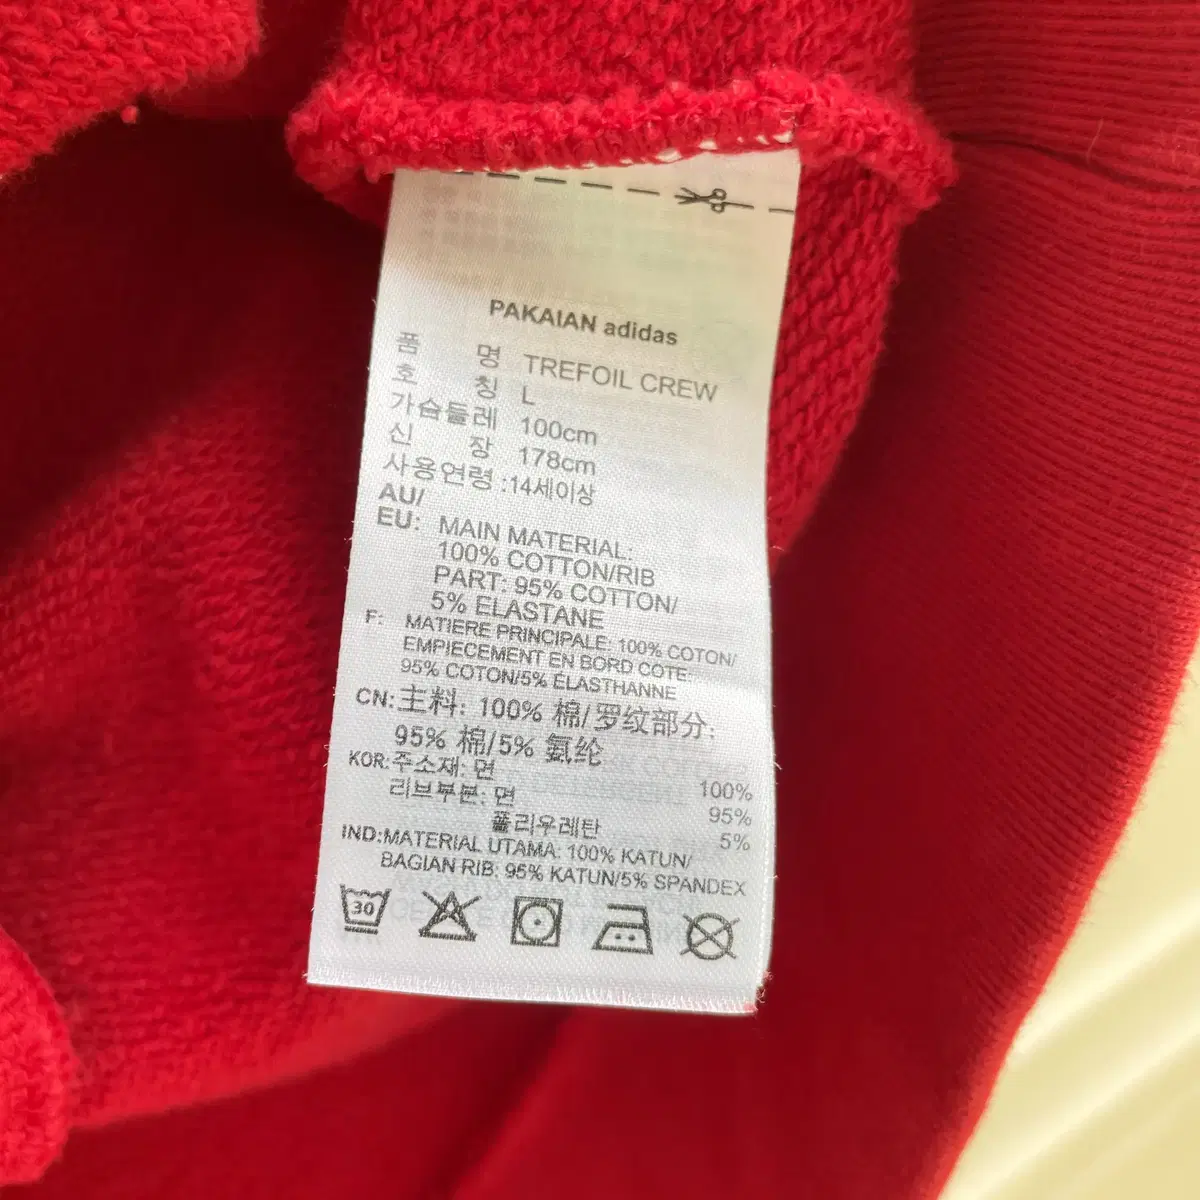 PAKAIAN adidas
품 명 TREFOIL CREW
호 칭 L
가슴둘레 100cm
신 장 178cm
사용연령 :14세이상
AU/
EU: MAIN MATERIAL:
100% COTTON/RIB
PART: 95% COTTON/
5% ELASTANE
F: MATIERE PRINCIPALE: 100% COTON/
EMPIECEMENT EN BORD COTE:
95% COTON/5% ELASTHANNE
CN:主料: 100% 棉/罗纹部分:
95% 棉/5% 氨纶
KOR:주소재: 면 100%
리브부분: 면 95%
폴리우레탄 5%
IND:MATERIAL UTAMA: 100% KATUN/
BAGIAN RIB: 95% KATUN/5% SPANDEX
30